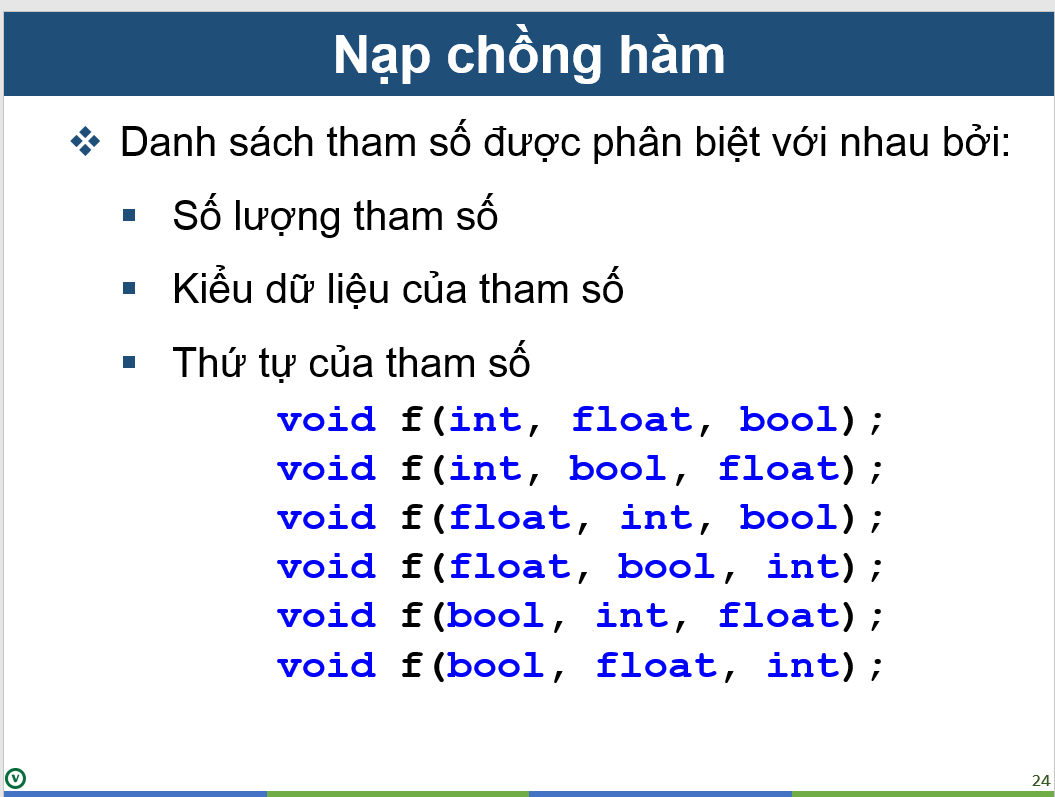 Nạp chồng hàm
Danh sách tham số được phân biệt với nhau bởi:
Số lượng tham số
Kiểu dữ liệu của tham số
Thứ tự của tham số
void f(int, float, bool);
void f(int, bool, float);
void f(float, int, bool);
void f(float, bool, int);
void f(bool, int, float);
void f(bool, float, int);
V
24